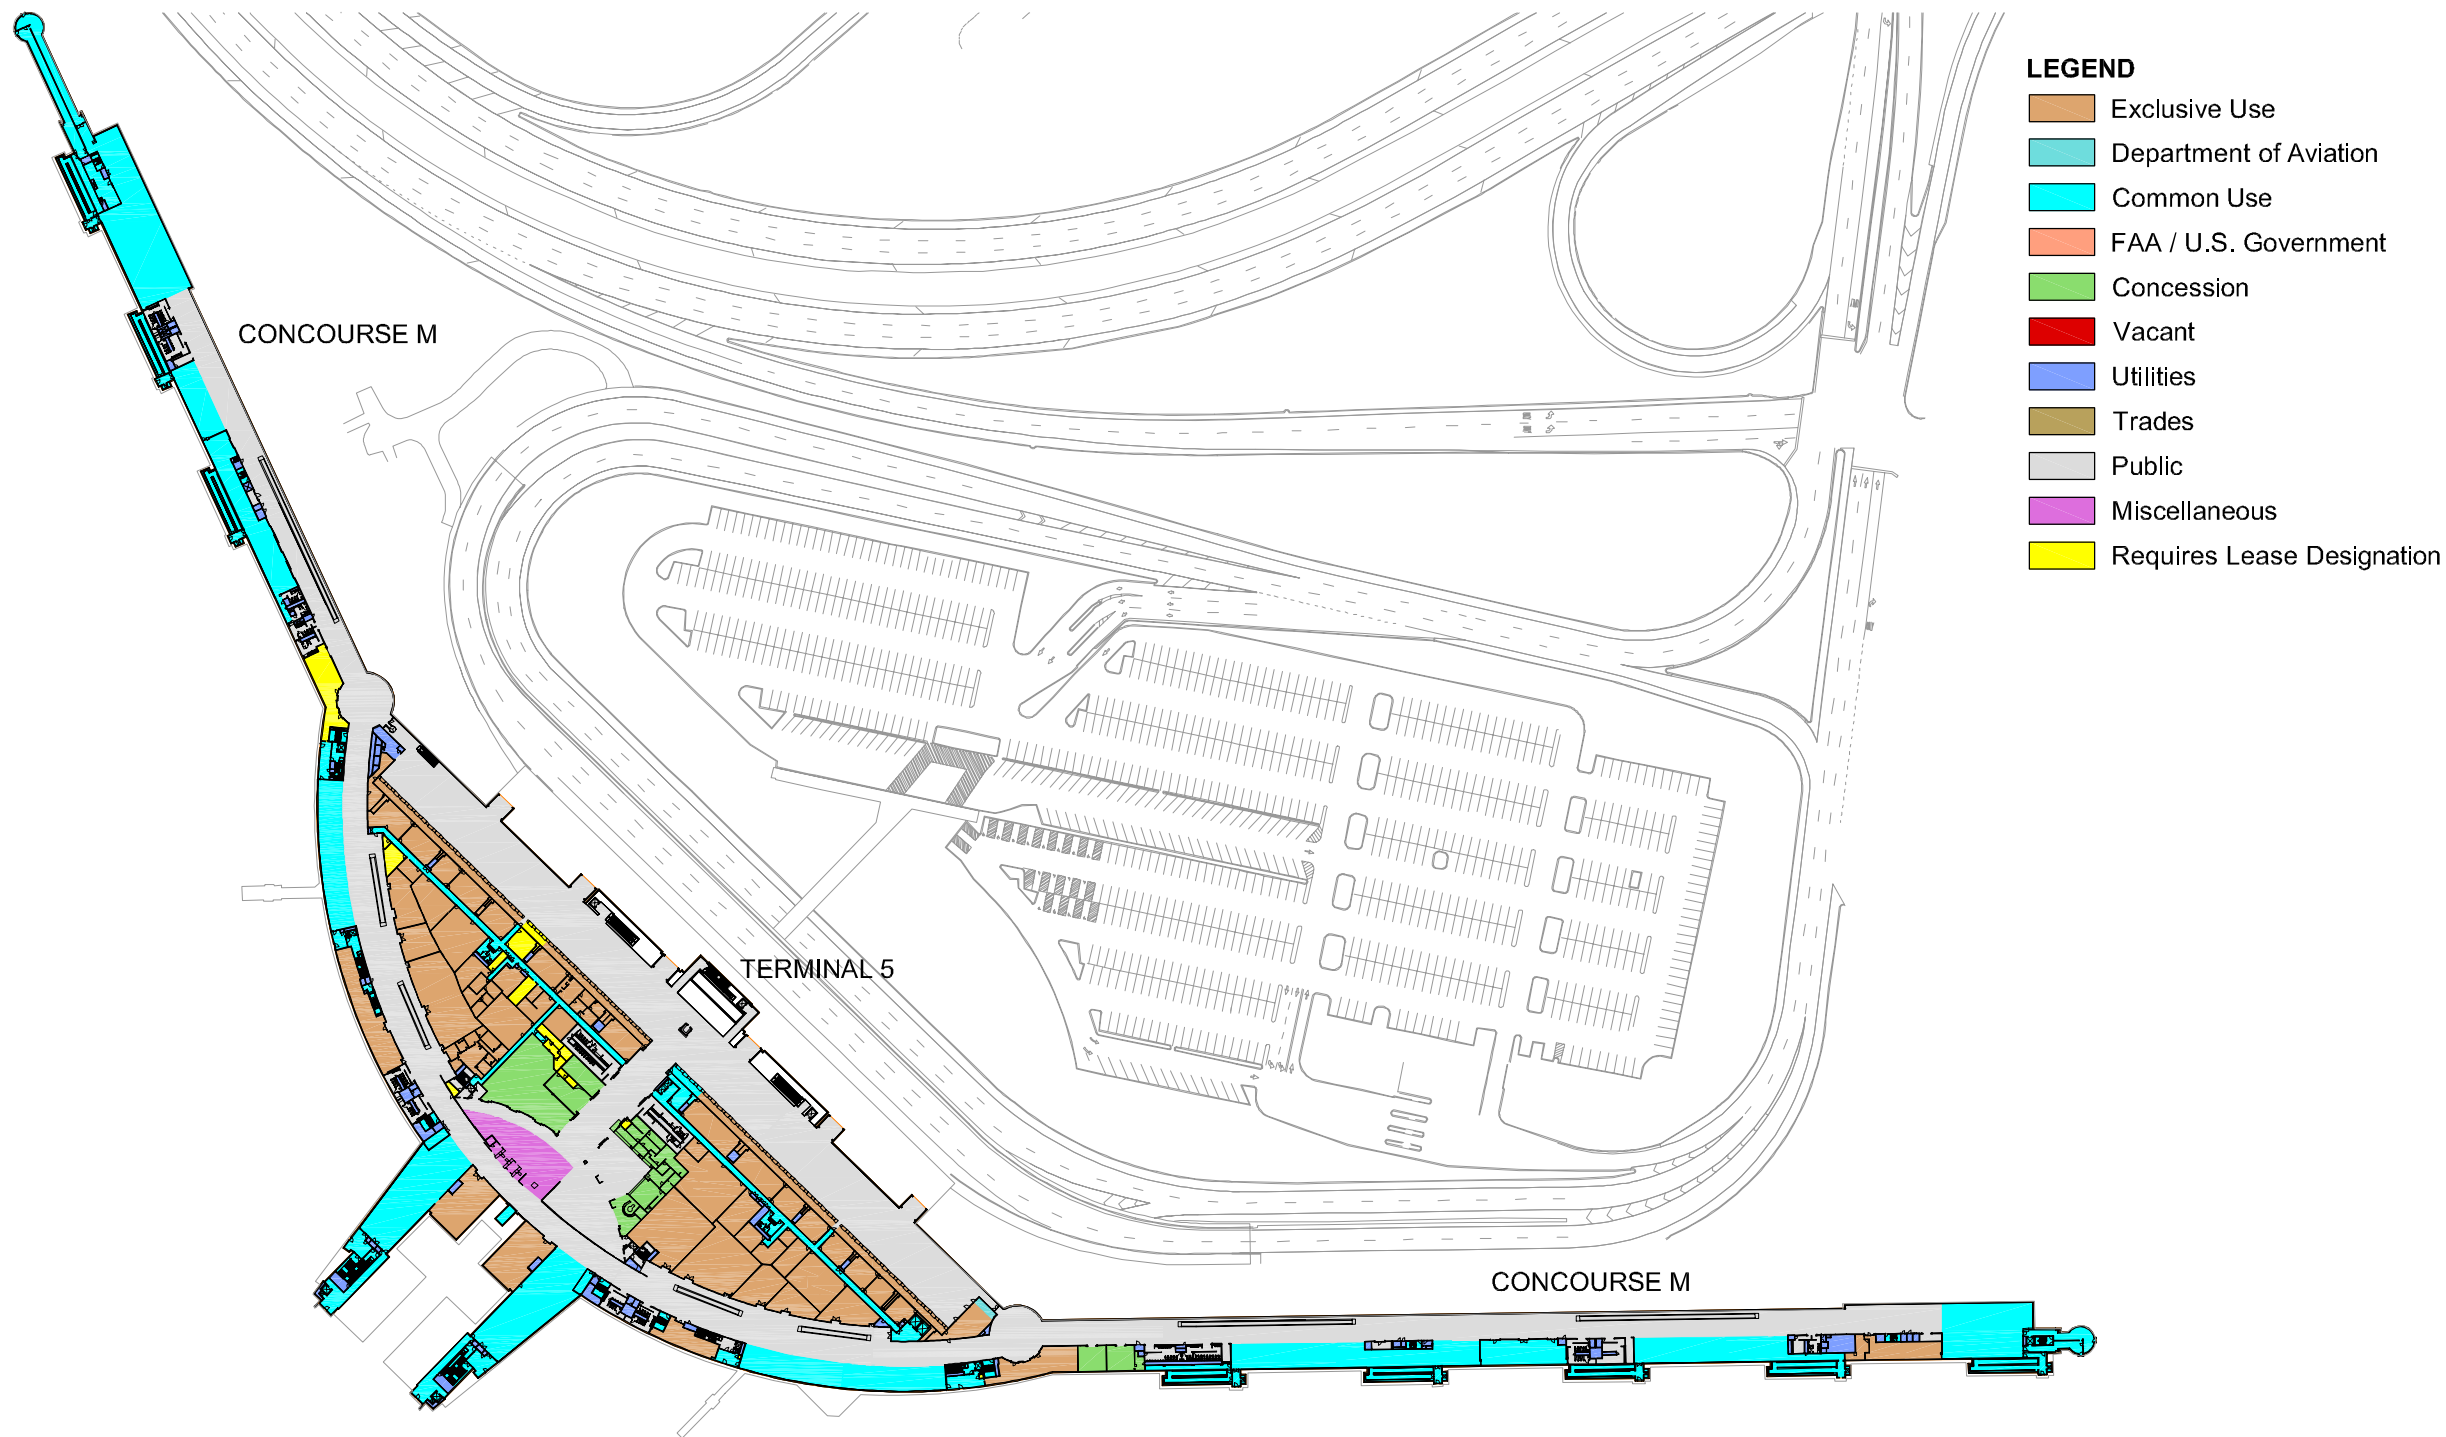 LEGEND
Exclusive Use
Department of Aviation
Common Use
FAA / U.S. Government
Concession
Vacant
Utilities
Trades
Public
Miscellaneous
Requires Lease Designation
CONCOURSE M
TERMINAL 5
CONCOURSE M